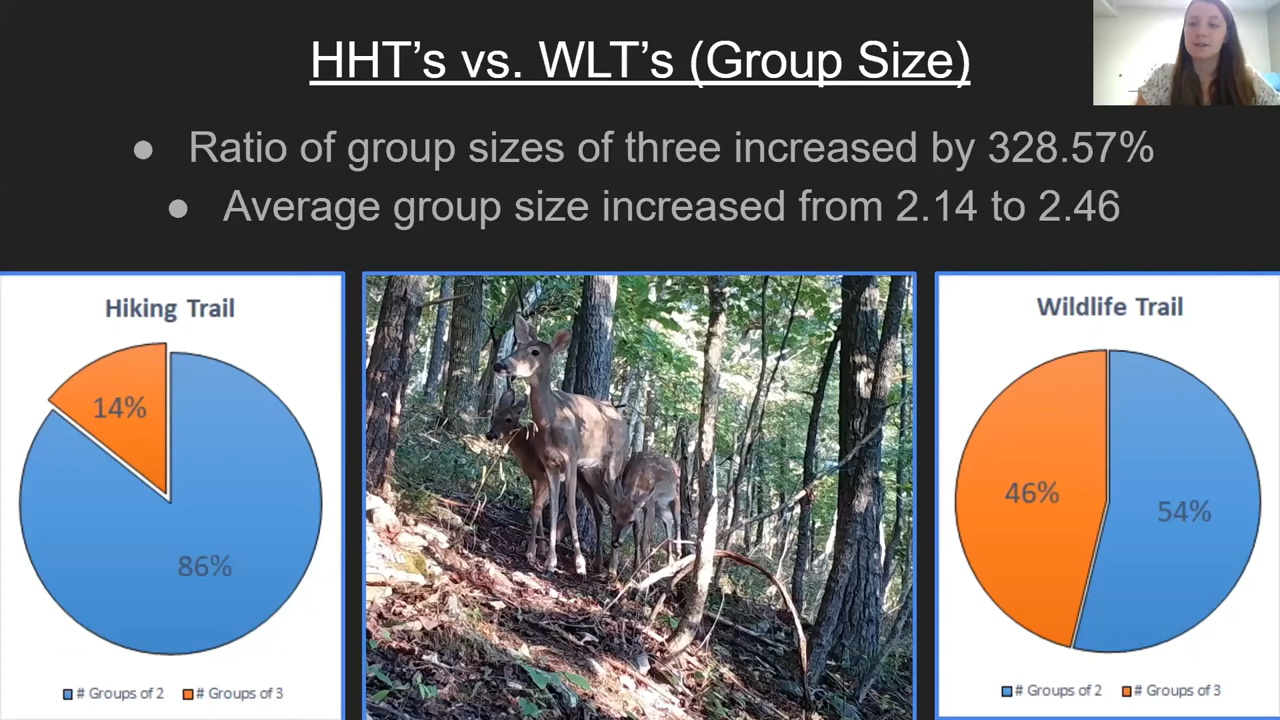 HHT's vs. WLT's (Group Size)
● Ratio of group sizes of three increased by 328.57%
● Average group size increased from 2.14 to 2.46
Hiking Trail
14%
86%
# Groups of 2 # Groups of 3
Wildlife Trail
46%
54%
# Groups of 2 # Groups of 3